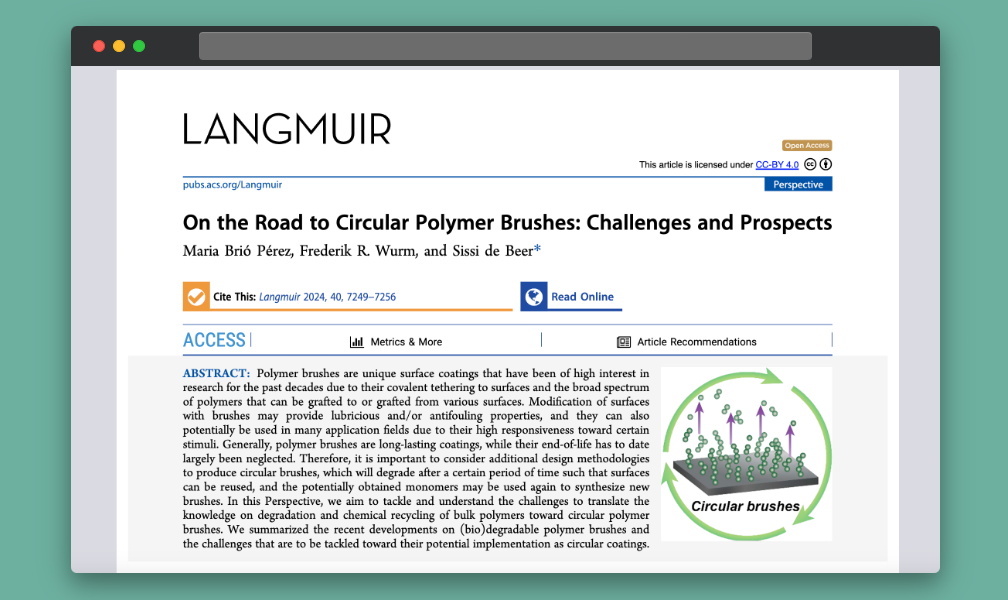 LANGMUIR
Open Access
This article is licensed under CC-BY 4.0
pubs.acs.org/Langmuir
Perspective
On the Road to Circular Polymer Brushes: Challenges and Prospects
Maria Brió Pérez, Frederik R. Wurm, and Sissi de Beer*
Cite This: Langmuir 2024, 40, 7249−7256
Read Online
ACCESS
Metrics & More
Article Recommendations
ABSTRACT: Polymer brushes are unique surface coatings that have been of high interest in
research for the past decades due to their covalent tethering to surfaces and the broad spectrum
of polymers that can be grafted to or grafted from various surfaces. Modification of surfaces
with brushes may provide lubricious and/or antifouling properties, and they can also
potentially be used in many application fields due to their high responsiveness toward certain
stimuli. Generally, polymer brushes are long-lasting coatings, while their end-of-life has to date
largely been neglected. Therefore, it is important to consider additional design methodologies
to produce circular brushes, which will degrade after a certain period of time such that surfaces
can be reused, and the potentially obtained monomers may be used again to synthesize new
brushes. In this Perspective, we aim to tackle and understand the challenges to translate the
knowledge on degradation and chemical recycling of bulk polymers toward circular polymer
brushes. We summarized the recent developments on (bio)degradable polymer brushes and
the challenges that are to be tackled toward their potential implementation as circular coatings.
Circular brushes